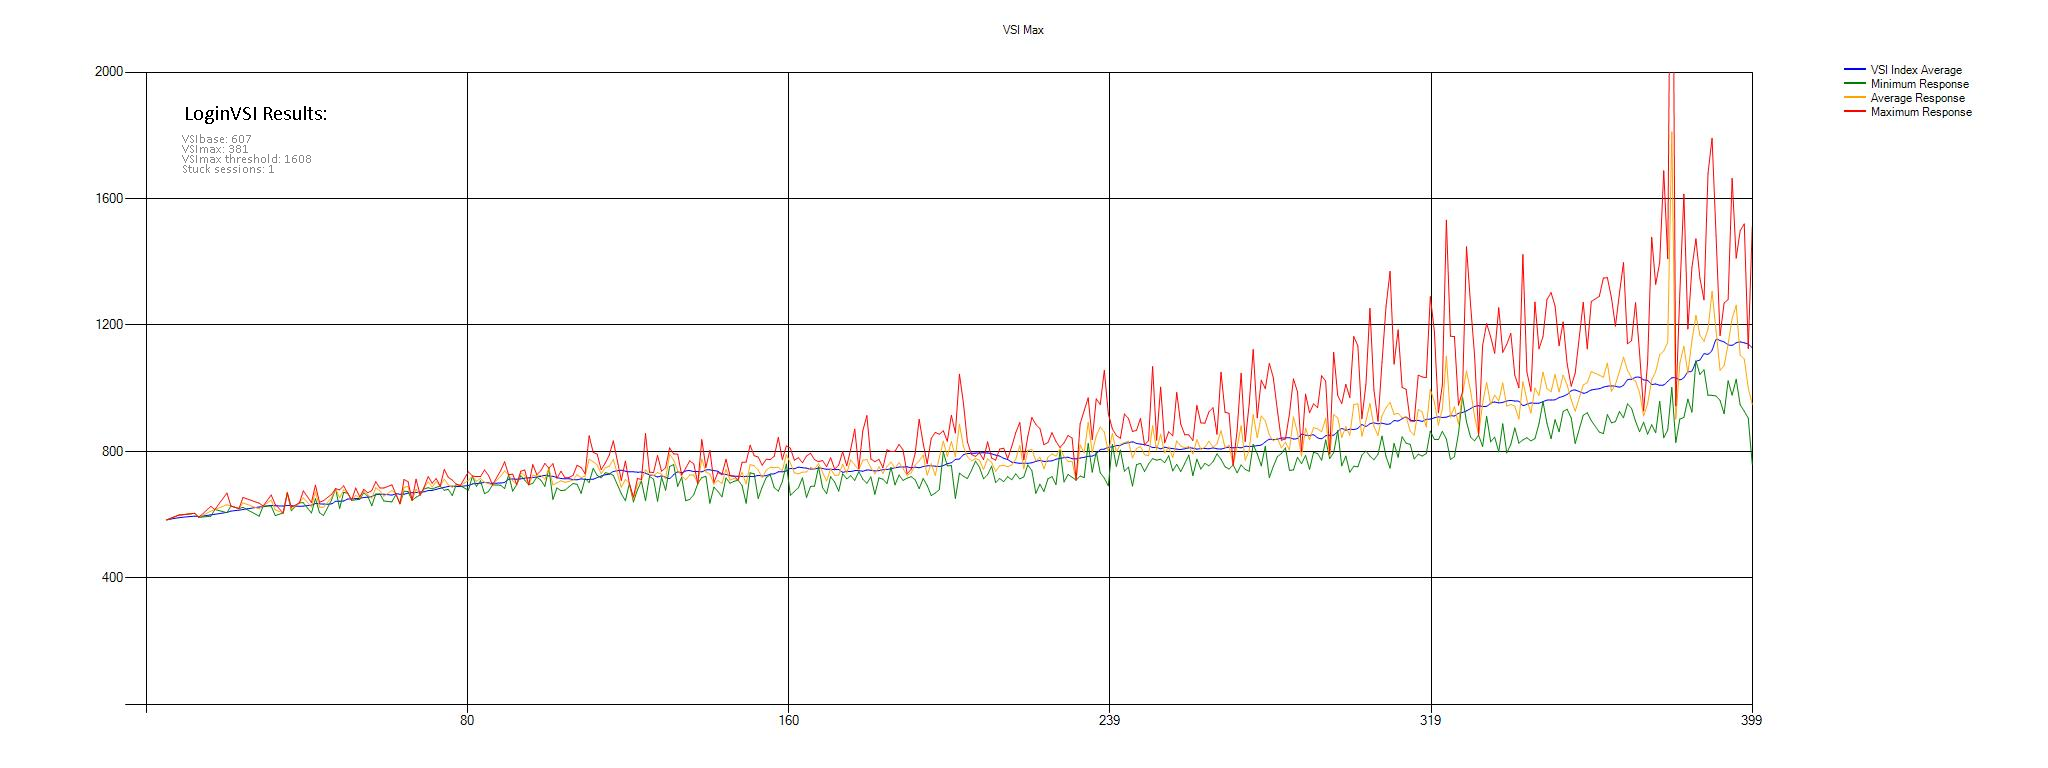 VSI Max
2000
1600
1200
800
400
LoginVSI Results:
VSIbase: 607
VSImax: 381
VSImax threshold: 1608
Stuck sessions: 1
VSI Index Average
Minimum Response
Average Response
Maximum Response
80
160
239
319
399